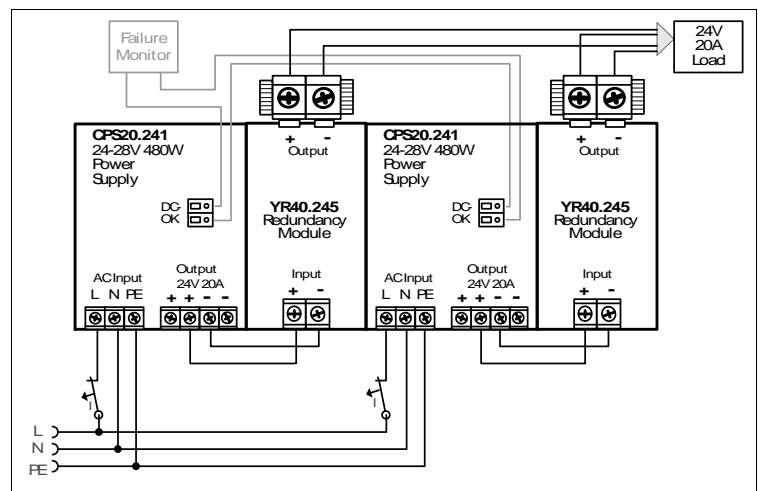 Failure
Monitor
24V
20A
Load
CPS20.241
24-28V 480W
Power
Supply
DC-
OK
AC Input
L N PE
Output
24V 20A
+ + - -
+ -
Output
YR40.245
Redundancy
Module
Input
+ -
CPS20.241
24-28V 480W
Power
Supply
DC-
OK
AC Input
L N PE
Output
24V 20A
+ + - -
+ -
Output
YR40.245
Redundancy
Module
Input
+ -
I
I
L
N
PE